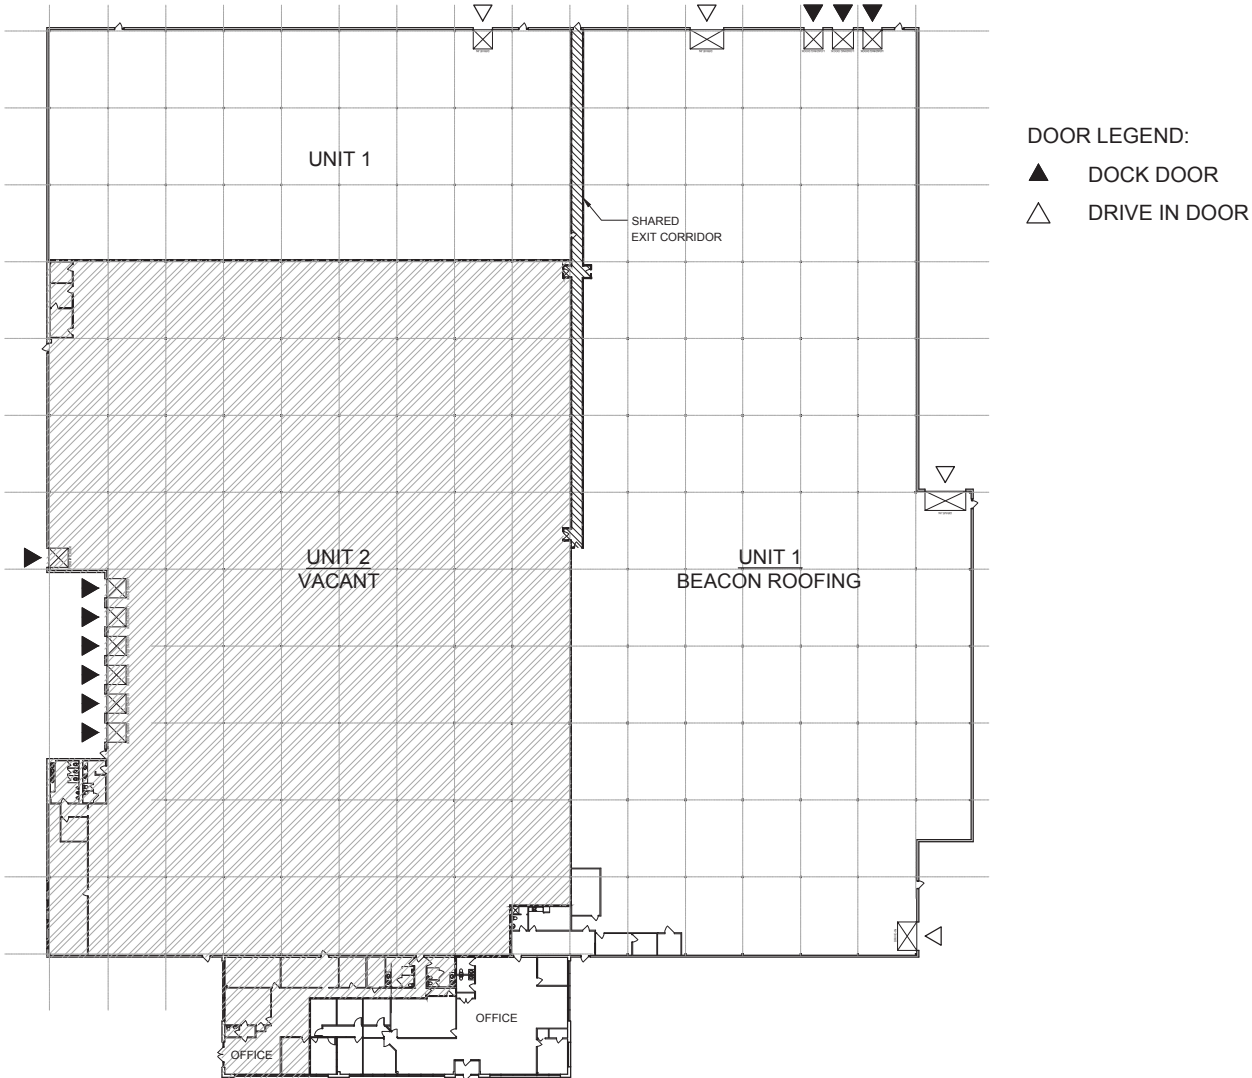 UNIT 1
DOOR LEGEND:
DOCK DOOR
DRIVE IN DOOR
SHARED
EXIT CORRIDOR
UNIT 2
VACANT
UNIT 1
BEACON ROOFING
OFFICE
OFFICE